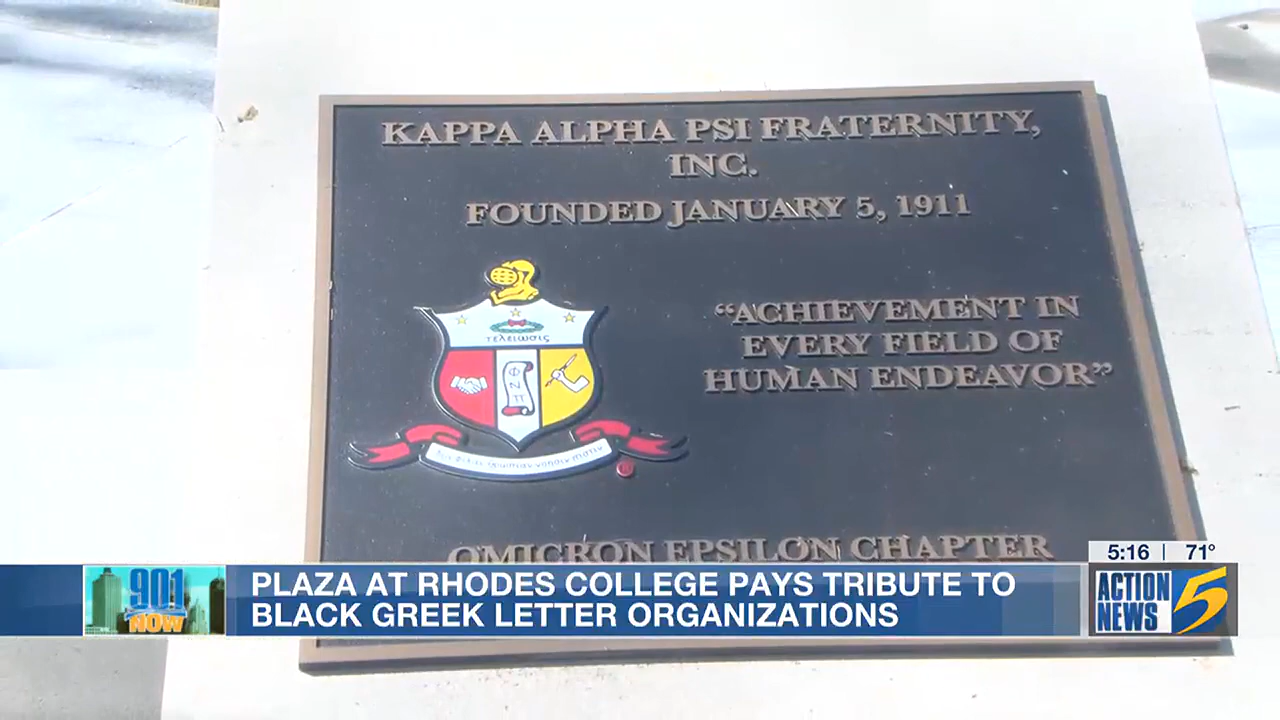 KAPPA ALPHA PSI FRATERNITY,
INC.
FOUNDED JANUARY 5, 1911
τελειωσις
Φ
Ν
Π
"ACHIEVEMENT IN
EVERY FIELD OF
HUMAN ENDEAVOR"
®
OMICRON EPSILON CHAPTER
5:16 71°
901
NOW
PLAZA AT RHODES COLLEGE PAYS TRIBUTE TO
BLACK GREEK LETTER ORGANIZATIONS
ACTION
NEWS 5